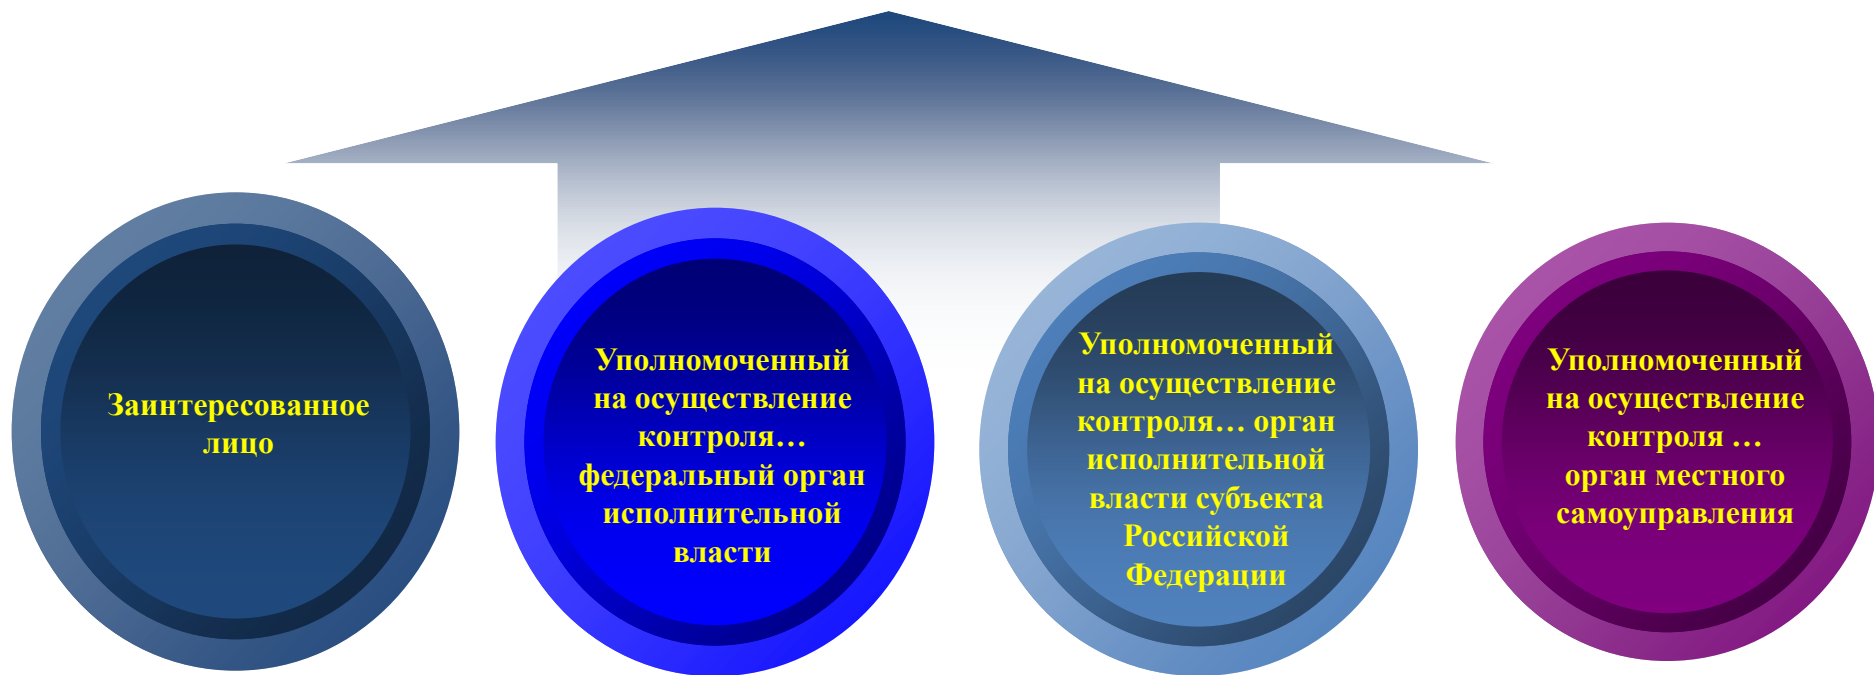 Заинтересованное
лицо
Уполномоченный
на осуществление
контроля…
федеральный орган
исполнительной
власти
Уполномоченный
на осуществление
контроля… орган
исполнительной
власти субъекта
Российской
Федерации
Уполномоченный
на осуществление
контроля …
орган местного
самоуправления